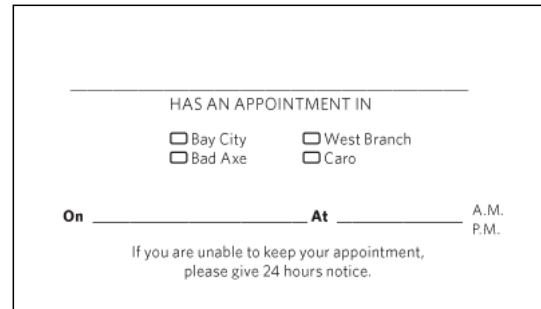 HAS AN APPOINTMENT IN
Bay City West Branch
Bad Axe Caro
On At A.M.
P.M.
If you are unable to keep your appointment,
please give 24 hours notice.